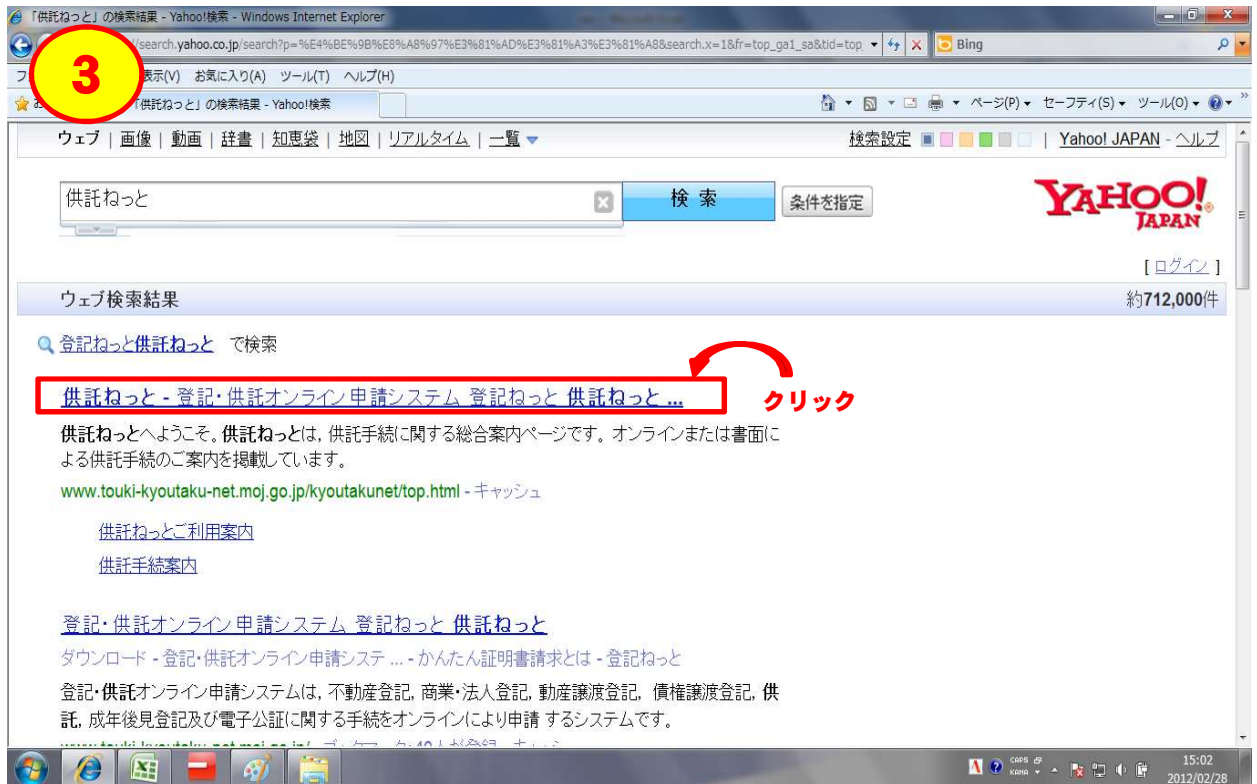 「供託ねっと」の検索結果 - Yahoo!検索 - Windows Internet Explorer
//search.yahoo.co.jp/search?p=%E4%BE%9B%E8%A8%97%E3%81%AD%E3%81%A3%E3%81%A8&search.x=1&fr=top_ga1_sa&tid=top
Bing
3
表示(V) お気に入り(A) ツール(T) ヘルプ(H)
「供託ねっと」の検索結果 - Yahoo!検索
ページ(P) セーフティ(S) ツール(O)
ウェブ | 画像 | 動画 | 辞書 | 知恵袋 | 地図 | リアルタイム | 一覧
検索設定 | Yahoo! JAPAN - ヘルプ
供託ねっと
検索
条件を指定
YAHOO!
JAPAN
[ ログイン ]
ウェブ検索結果
約712,000件
登記ねっと供託ねっと で検索
供託ねっと - 登記・供託オンライン申請システム 登記ねっと 供託ねっと ...
クリック
供託ねっとへようこそ。供託ねっとは, 供託手続に関する総合案内ページです。オンラインまたは書面に
よる供託手続のご案内を掲載しています。
www.touki-kyoutaku-net.moj.go.jp/kyoutakunet/top.html - キャッシュ
供託ねっとご利用案内
供託手続案内
登記・供託オンライン申請システム 登記ねっと 供託ねっと
ダウンロード - 登記・供託オンライン申請システ ... - かんたん証明書請求とは - 登記ねっと
登記・供託オンライン申請システムは, 不動産登記, 商業・法人登記, 動産譲渡登記, 債権譲渡登記, 供
託, 成年後見登記及び電子公証に関する手続をオンラインにより申請 するシステムです。
A CAPS KANA
15:02
2012/02/28